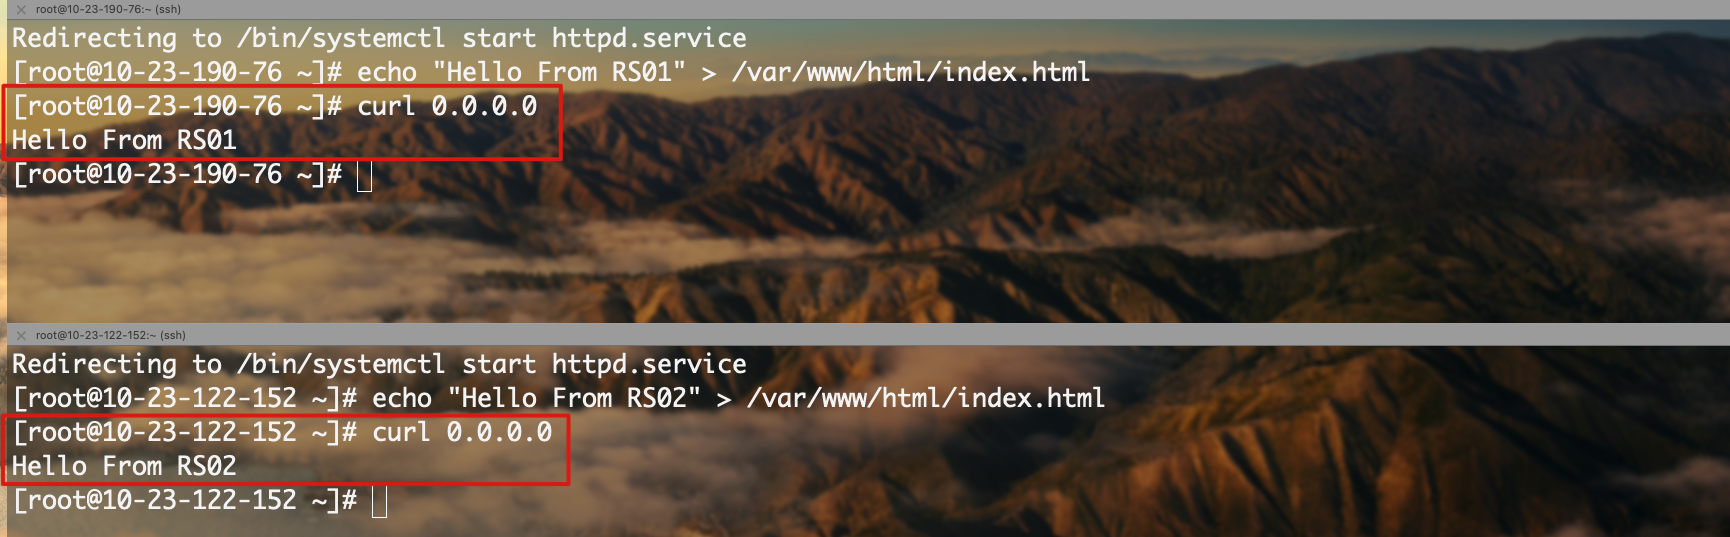 root@10-23-190-76:~ (ssh)
Redirecting to /bin/systemctl start httpd.service
[root@10-23-190-76 ~]# echo "Hello From RS01" > /var/www/html/index.html
[root@10-23-190-76 ~]# curl 0.0.0.0
Hello From RS01
[root@10-23-190-76 ~]#
root@10-23-122-152:~ (ssh)
Redirecting to /bin/systemctl start httpd.service
[root@10-23-122-152 ~]# echo "Hello From RS02" > /var/www/html/index.html
[root@10-23-122-152 ~]# curl 0.0.0.0
Hello From RS02
[root@10-23-122-152 ~]#